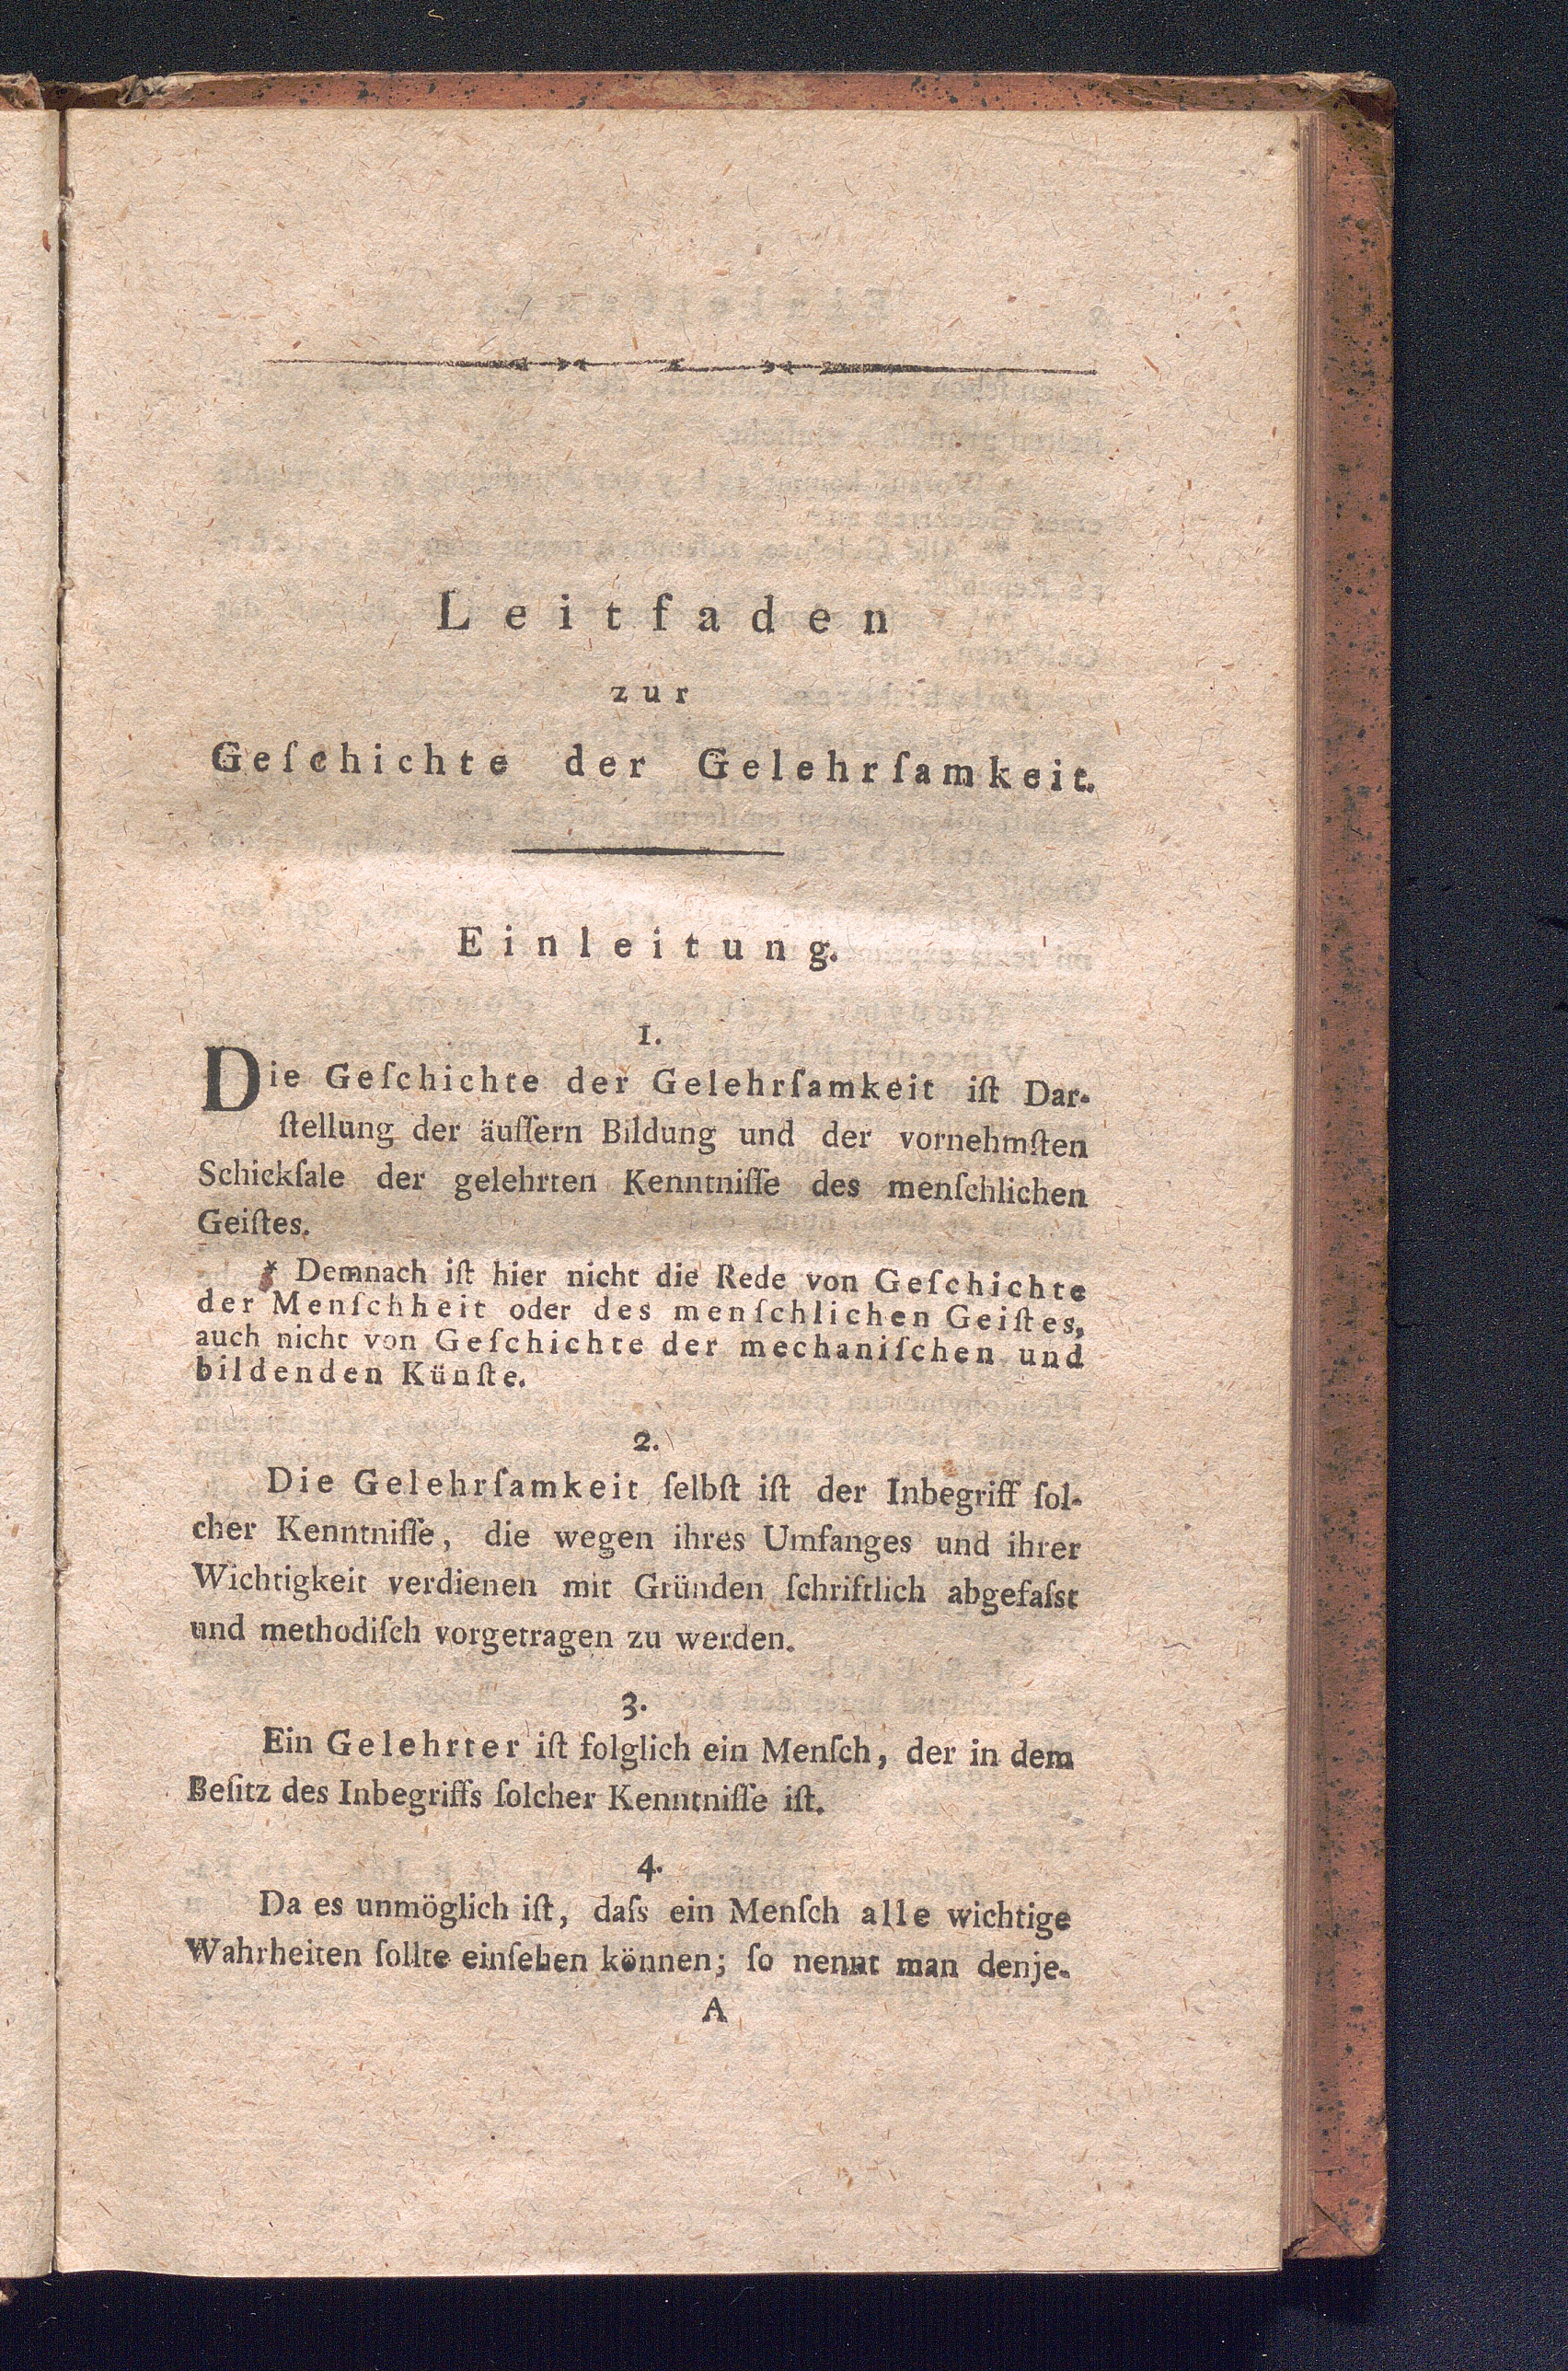 Leitfaden
zur
Geſchichte der Gelehrſamkeit.
Einleitung.
1.
Die Geſchichte der Gelehrſamkeit iſt Dar-
ſtellung der äuſſern Bildung und der vornehmſten
Schickſale der gelehrten Kenntniſſe des menſchlichen
Geiſtes.
* Demnach iſt hier nicht die Rede von Geſchichte
der Menſchheit oder des menſchlichen Geiſtes,
auch nicht von Geſchichte der mechaniſchen und
bildenden Künſte.
2.
Die Gelehrſamkeit ſelbſt iſt der Inbegriff ſol-
cher Kenntniſſe, die wegen ihres Umfanges und ihrer
Wichtigkeit verdienen mit Gründen ſchriftlich abgefaſst
und methodiſch vorgetragen zu werden.
3.
Ein Gelehrter iſt folglich ein Menſch, der in dem
Beſitz des Inbegriffs ſolcher Kenntniſſe iſt.
4.
Da es unmöglich iſt, daſs ein Menſch alle wichtige
Wahrheiten ſollte einſehen können; ſo nennt man denje-
A